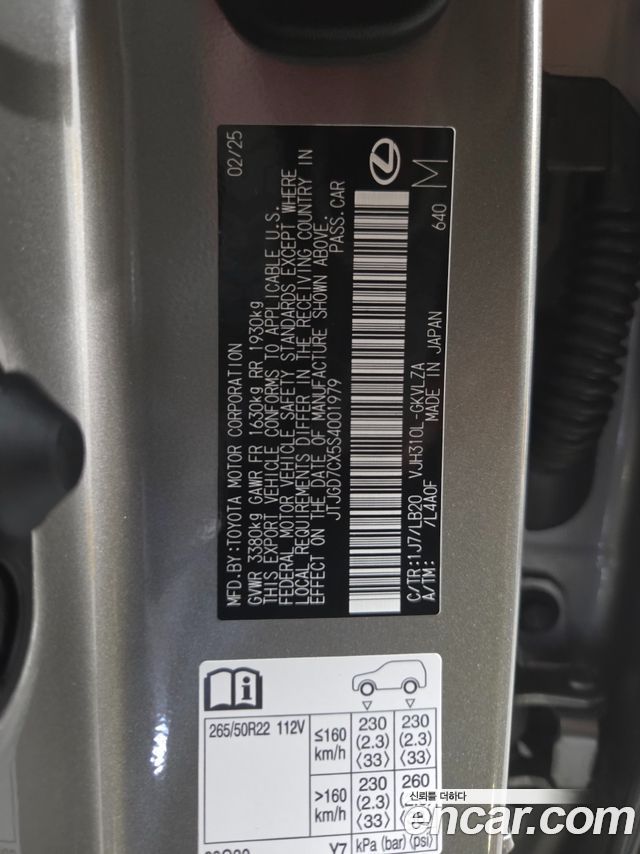 MFD.BY:TOYOTA MOTOR CORPORATION 02/25
GVWR 3380kg GAWR FR 1630kg RR 1930kg
THIS EXPORT VEHICLE CONFORMS TO APPLICABLE U.S.
FEDERAL MOTOR VEHICLE SAFETY STANDARDS EXCEPT WHERE
LOCAL REQUIREMENTS DIFFER IN THE RECEIVING COUNTRY IN
EFFECT ON THE DATE OF MANUFACTURE SHOWN ABOVE.
JTJGD7CX5S4001979 PASS.CAR
C/TR:1J7/LB20 VJH310L-GKVLZA 640 M
A/TM: /L4A0F MADE IN JAPAN
265/50R22 112V
≤160 km/h 230 (2.3) ⟨33⟩ 230 (2.3) ⟨33⟩
>160 km/h 230 (2.3) ⟨33⟩ 260
Y7 kPa (bar) ⟨psi⟩
신뢰를 더하다
encar.com